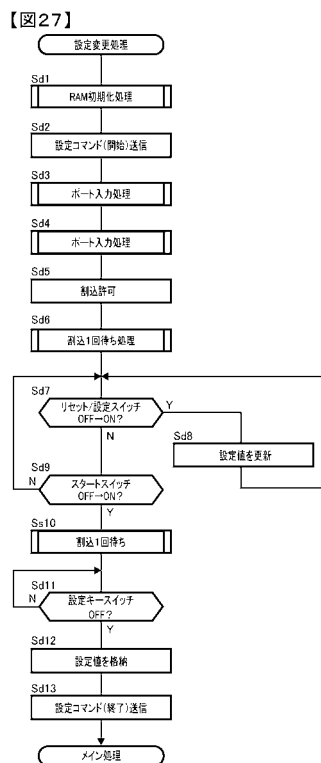 【図27】
設定変更処理
Sd1
RAM初期化処理
Sd2
設定コマンド(開始)送信
Sd3
ポート入力処理
Sd4
ポート入力処理
Sd5
割込許可
Sd6
割込1回待ち処理
Sd7
リセット/設定スイッチ
OFF→ON?
Y
N
Sd8
設定値を更新
Sd9
スタートスイッチ
OFF→ON?
N
Y
Ss10
割込1回待ち
Sd11
設定キースイッチ
OFF?
N
Y
Sd12
設定値を格納
Sd13
設定コマンド(終了)送信
メイン処理